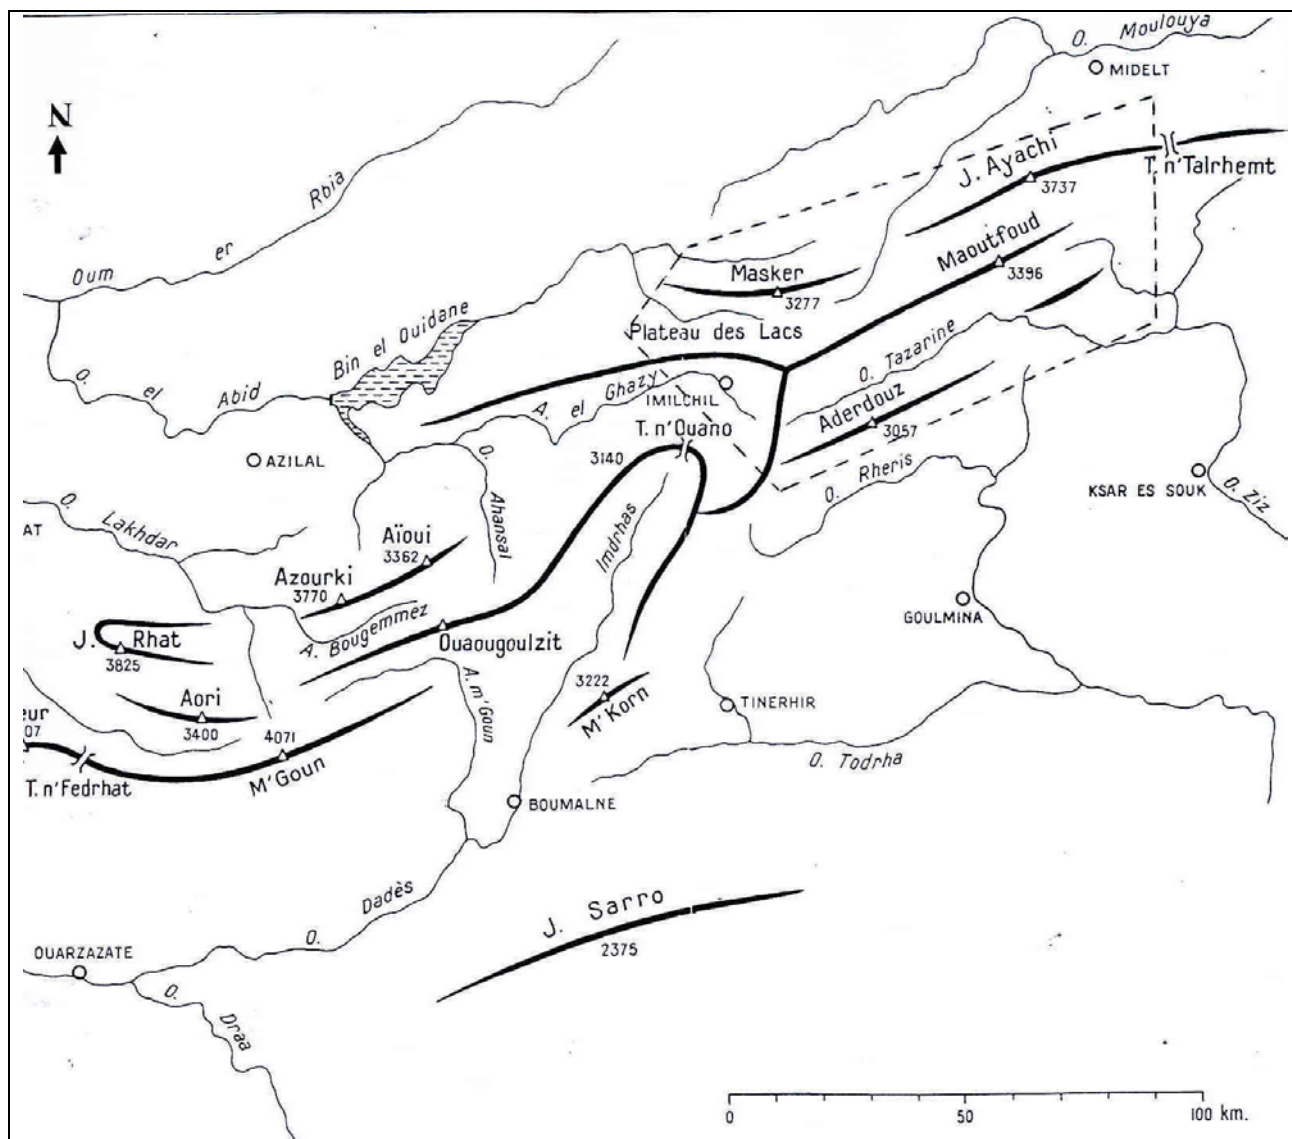 O. Moulouya
MIDELT
N
J. Ayachi
T. n'Talrhemt
3737
Oum er Rbia
Maoutfoud
3396
Masker
3277
Bin el Ouidane
Plateau des Lacs
O. Tazarine
O. el Abid
A. el Ghazy
IMILCHIL
Aderdouz
3057
T. n'Ouano
3140
AZILAL
O. Ahansal
O. Rheris
KSAR ES SOUK
O. Ziz
O. Lakhdar
AT
Imdrhas
Aïoui
3362
Azourki
3770
A. Bougemmez
Ouaougoulzit
GOULMINA
J. Rhat
3825
A. m'Goun
3222
M'Korn
TINERHIR
Aori
3400
eur
07
4071
M'Goun
T. n'Fedrhat
O. Todrha
BOUMALNE
O. Dadès
J. Sarro
2375
OUARZAZATE
O. Draa
0 50 100 km.